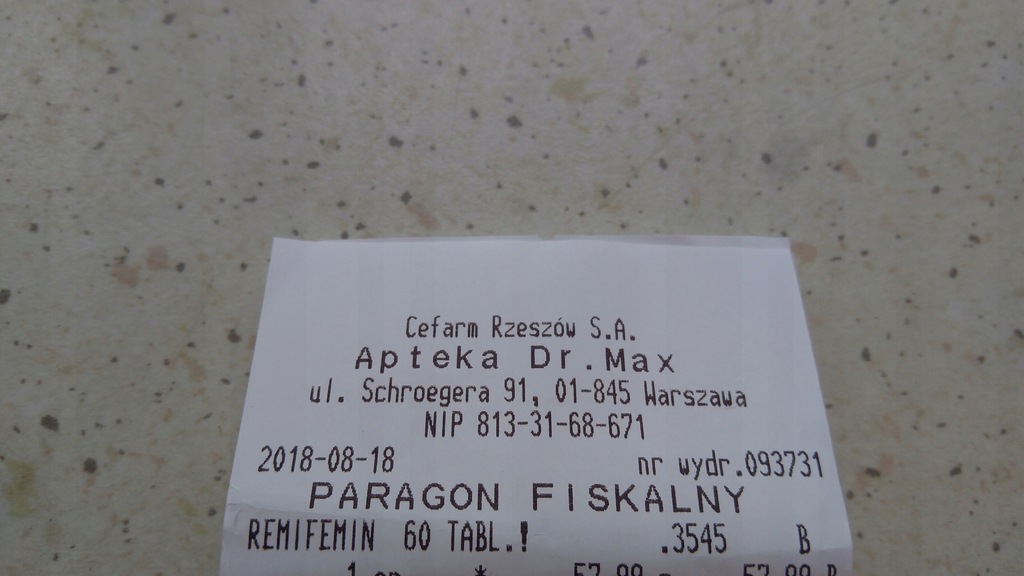 Cefarm Rzeszów S.A.
Apteka Dr.Max
ul. Schroegera 91, 01-845 Warszawa
NIP 813-31-68-671
2018-08-18 nr wydr.093731
PARAGON FISKALNY
REMIFEMIN 60 TABL.! .3545 B